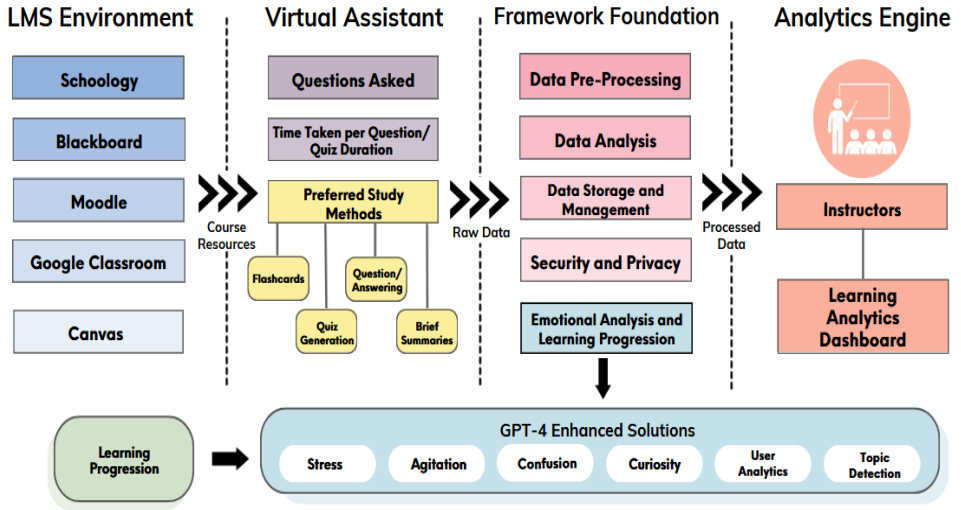 LMS Environment
Virtual Assistant
Framework Foundation
Analytics Engine
Schoology
Blackboard
Moodle
Google Classroom
Canvas
Course
Resources
Questions Asked
Time Taken per Question/
Quiz Duration
Preferred Study
Methods
Flashcards
Question/
Answering
Quiz
Generation
Brief
Summaries
Raw Data
Data Pre-Processing
Data Analysis
Data Storage and
Management
Security and Privacy
Emotional Analysis and
Learning Progression
Processed
Data
Instructors
Learning
Analytics
Dashboard
Learning
Progression
GPT-4 Enhanced Solutions
Stress
Agitation
Confusion
Curiosity
User
Analytics
Topic
Detection